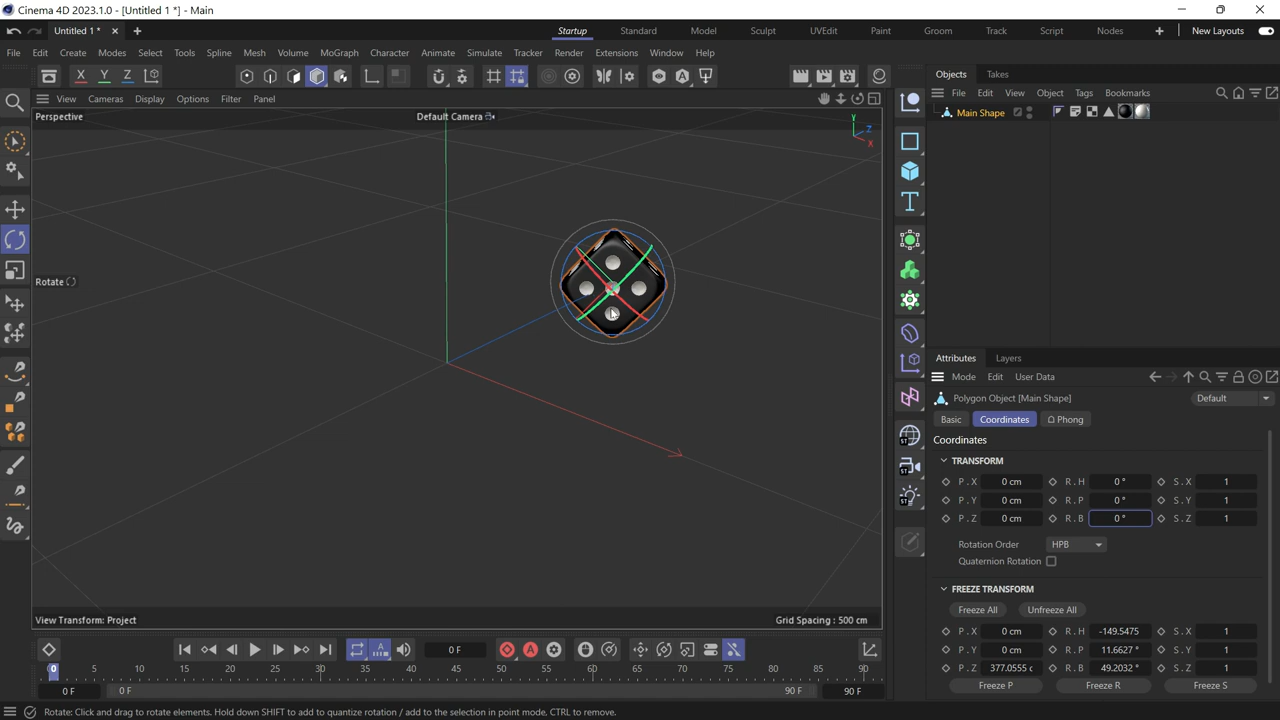 Cinema 4D 2023.1.0 - [Untitled 1 *] - Main
Untitled 1 *
Startup Standard Model Sculpt UVEdit Paint Groom Track Script Nodes New Layouts
File Edit Create Modes Select Tools Spline Mesh Volume MoGraph Character Animate Simulate Tracker Render Extensions Window Help
X Y Z
Objects Takes
View Cameras Display Options Filter Panel
File Edit View Object Tags Bookmarks
Perspective
Default Camera
Y
Z
X
Main Shape
Rotate
T
Attributes Layers
Mode Edit User Data
Polygon Object [Main Shape]
Default
Basic Coordinates Phong
Coordinates
TRANSFORM
P . X 0 cm R . H 0 ° S . X 1
P . Y 0 cm R . P 0 ° S . Y 1
P . Z 0 cm R . B 0 ° S . Z 1
Rotation Order HPB
Quaternion Rotation
FREEZE TRANSFORM
Freeze All Unfreeze All
P . X 0 cm R . H -149.5475 S . X 1
P . Y 0 cm R . P 11.6627 ° S . Y 1
P . Z 377.0555 c R . B 49.2032 ° S . Z 1
Freeze P Freeze R Freeze S
ST
ST
ST
View Transform: Project
Grid Spacing : 500 cm
0 F
0 5 10 15 20 25 30 35 40 45 50 55 60 65 70 75 80 85 90
0 F 0 F 90 F 90 F
Rotate: Click and drag to rotate elements. Hold down SHIFT to add to quantize rotation / add to the selection in point mode, CTRL to remove.